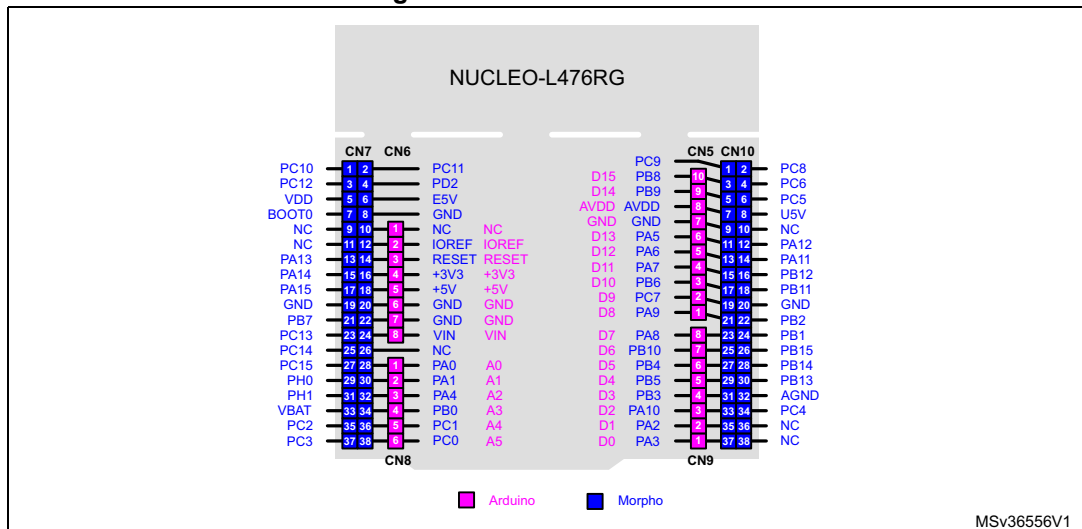 NUCLEO-L476RG
CN7 CN6 CN5 CN10
PC10 1 2 PC11 PC9 1 2 PC8
PC12 3 4 PD2 D15 PB8 10 3 4 PC6
VDD 5 6 E5V D14 PB9 9 5 6 PC5
BOOT0 7 8 GND AVDD AVDD 8 7 8 U5V
NC 9 10 1 NC NC GND GND 7 9 10 NC
NC 11 12 2 IOREF IOREF D13 PA5 6 11 12 PA12
PA13 13 14 3 RESET RESET D12 PA6 5 13 14 PA11
PA14 15 16 4 +3V3 +3V3 D11 PA7 4 15 16 PB12
PA15 17 18 5 +5V +5V D10 PB6 3 17 18 PB11
GND 19 20 6 GND GND D9 PC7 2 19 20 GND
PB7 21 22 7 GND GND D8 PA9 1 21 22 PB2
PC13 23 24 8 VIN VIN D7 PA8 8 23 24 PB1
PC14 25 26 NC D6 PB10 7 25 26 PB15
PC15 27 28 1 PA0 A0 D5 PB4 6 27 28 PB14
PH0 29 30 2 PA1 A1 D4 PB5 5 29 30 PB13
PH1 31 32 3 PA4 A2 D3 PB3 4 31 32 AGND
VBAT 33 34 4 PB0 A3 D2 PA10 3 33 34 PC4
PC2 35 36 5 PC1 A4 D1 PA2 2 35 36 NC
PC3 37 38 6 PC0 A5 D0 PA3 1 37 38 NC
CN8 CN9
Arduino Morpho
MSv36556V1